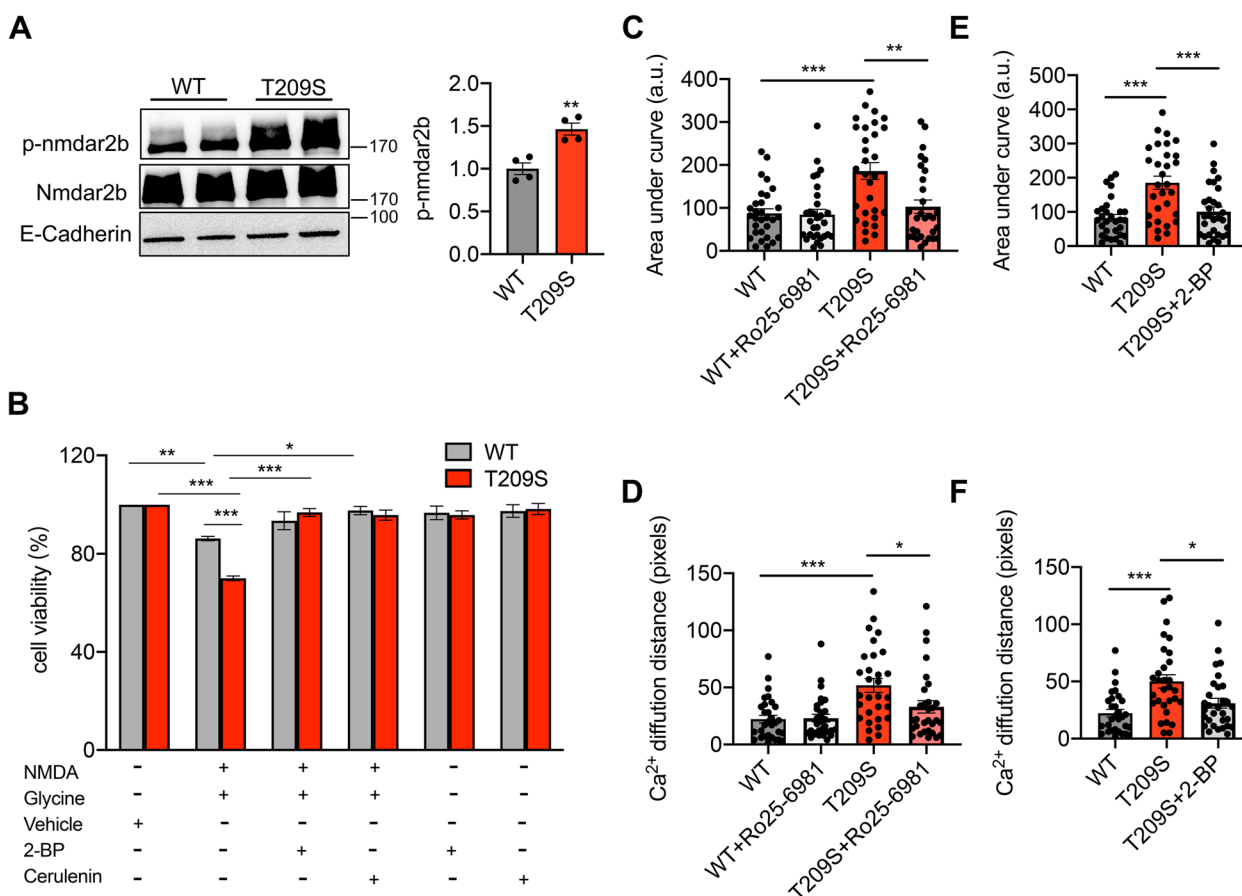 A
WT T209S
p-nmdar2b
170
Nmdar2b
170
100
E-Cadherin
p-nmdar2b
2.0
1.5
1.0
0.5
0.0
**
WT
T209S
B
cell viability (%)
120
80
40
0
** *
*** ***
***
WT
T209S
NMDA - + + + - -
Glycine - + + + - -
Vehicle + - - - - -
2-BP - - + - + -
Cerulenin - - - + - +
C
Area under curve (a.u.)
400
300
200
100
0
*** **
WT
WT+Ro25-6981
T209S
T209S+Ro25-6981
D
Ca²⁺ diffution distance (pixels)
150
100
50
0
*** *
WT
WT+Ro25-6981
T209S
T209S+Ro25-6981
E
Area under curve (a.u.)
500
400
300
200
100
0
*** ***
WT
T209S
T209S+2-BP
F
Ca²⁺ diffution distance (pixels)
150
100
50
0
*** *
WT
T209S
T209S+2-BP